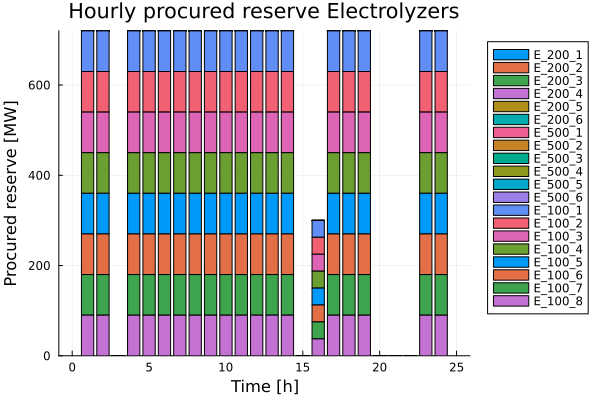 Hourly procured reserve Electrolyzers
Procured reserve [MW]
600
400
200
0
0 5 10 15 20 25
Time [h]
E_200_1
E_200_2
E_200_3
E_200_4
E_200_5
E_200_6
E_500_1
E_500_2
E_500_3
E_500_4
E_500_5
E_500_6
E_100_1
E_100_2
E_100_3
E_100_4
E_100_5
E_100_6
E_100_7
E_100_8